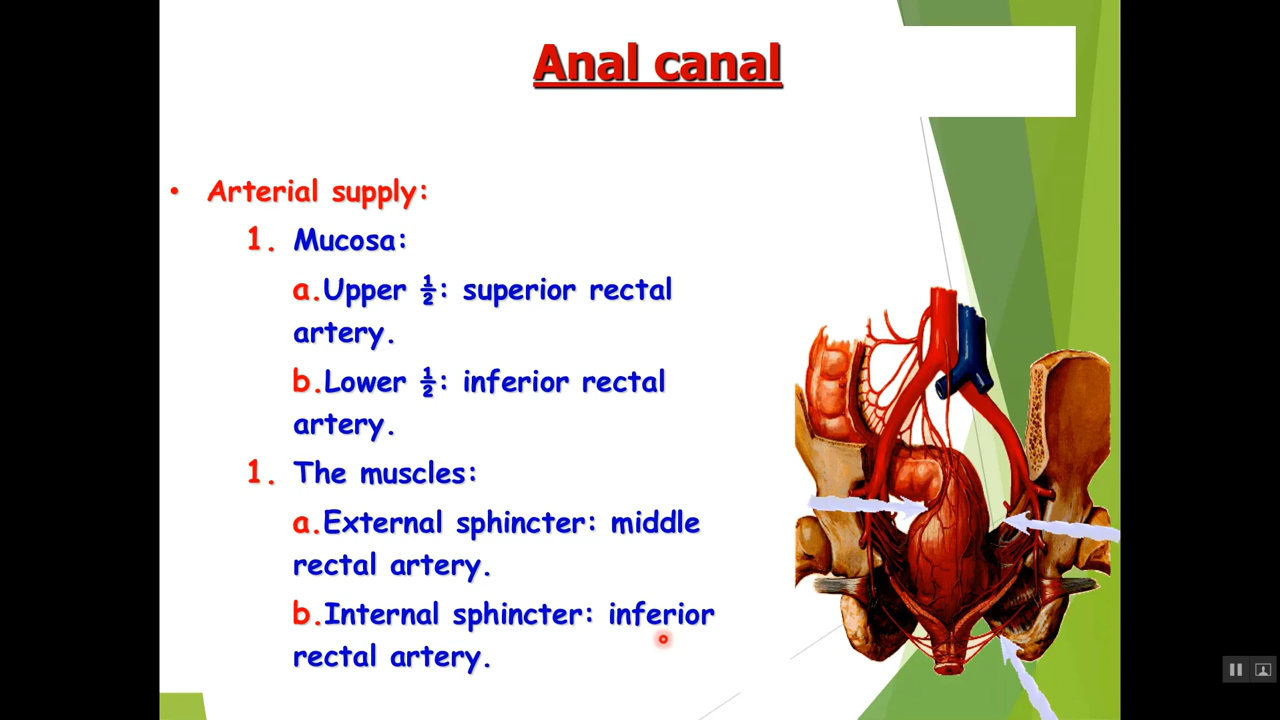 Anal canal
• Arterial supply:
1. Mucosa:
a.Upper ½: superior rectal
artery.
b.Lower ½: inferior rectal
artery.
1. The muscles:
a.External sphincter: middle
rectal artery.
b.Internal sphincter: inferior
rectal artery.